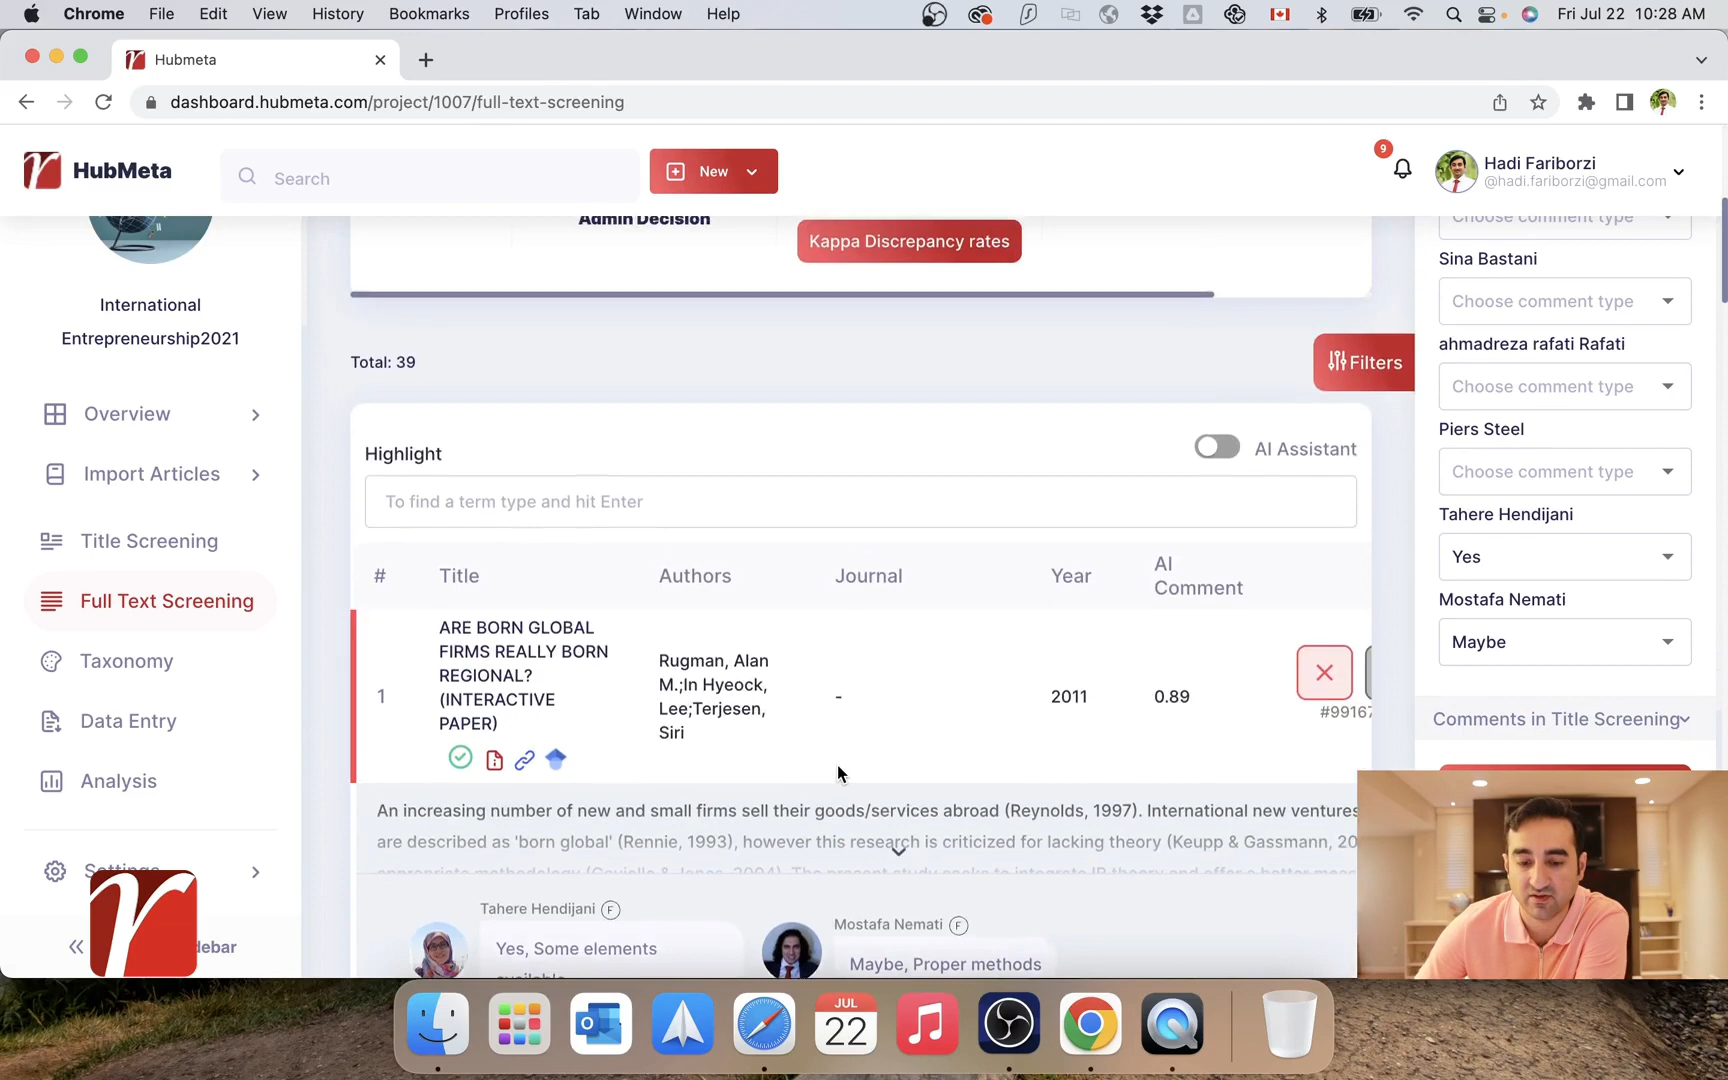 Chrome File Edit View History Bookmarks Profiles Tab Window Help Fri Jul 22 10:28 AM
Hubmeta
dashboard.hubmeta.com/project/1007/full-text-screening
HubMeta
Search
New
9
Hadi Fariborzi
@hadi.fariborzi@gmail.com
International
Entrepreneurship2021
Overview
Import Articles
Title Screening
Full Text Screening
Taxonomy
Data Entry
Analysis
Settings
ebar
Admin Decision
Kappa Discrepancy rates
Total: 39
Filters
Highlight
AI Assistant
To find a term type and hit Enter
# Title Authors Journal Year AI Comment
1
ARE BORN GLOBAL
FIRMS REALLY BORN
REGIONAL?
(INTERACTIVE
PAPER)
Rugman, Alan
M.;In Hyeock,
Lee;Terjesen,
Siri
-
2011
0.89
#99167
An increasing number of new and small firms sell their goods/services abroad (Reynolds, 1997). International new ventures
are described as 'born global' (Rennie, 1993), however this research is criticized for lacking theory (Keupp & Gassmann, 20
Tahere Hendijani F
Yes, Some elements
Mostafa Nemati F
Maybe, Proper methods
Choose comment type
Sina Bastani
Choose comment type
ahmadreza rafati Rafati
Choose comment type
Piers Steel
Choose comment type
Tahere Hendijani
Yes
Mostafa Nemati
Maybe
Comments in Title Screening
JUL
22